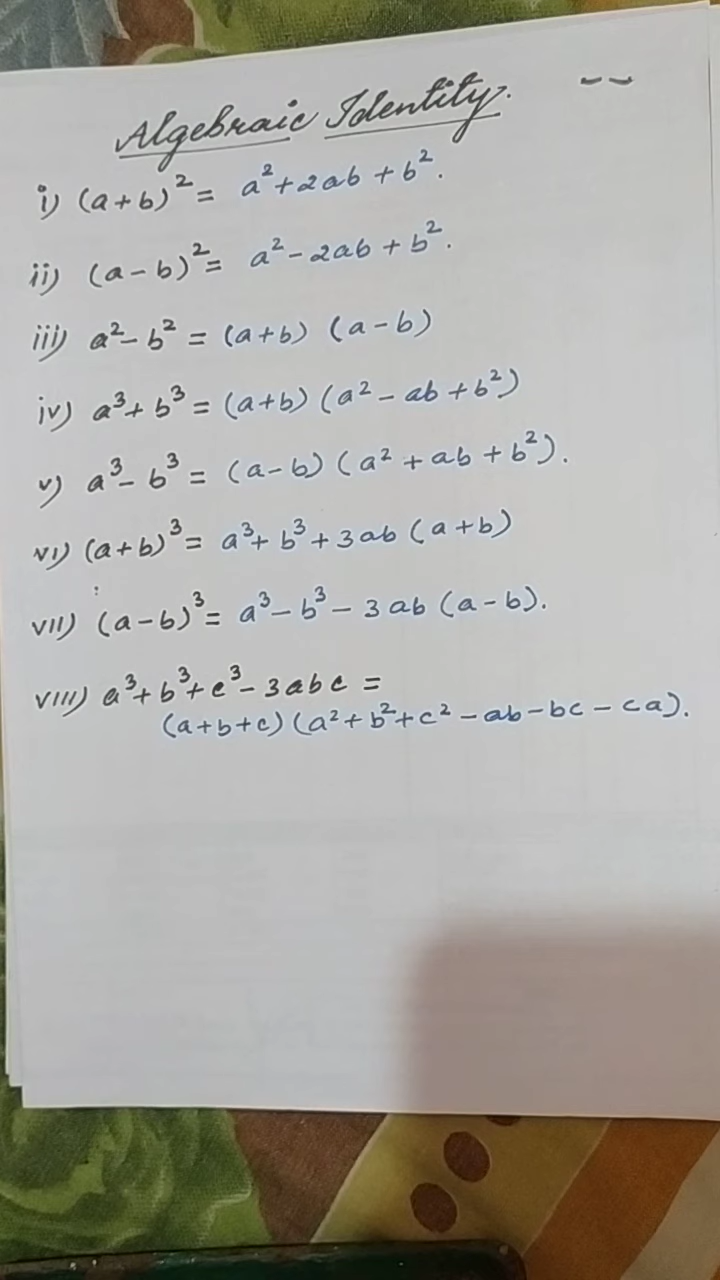 Algebraic Identity.
i) (a+b)² = a²+2ab+b².
ii) (a-b)² = a²-2ab+b².
iii) a²-b² = (a+b) (a-b)
iv) a³+b³ = (a+b) (a²-ab+b²)
v) a³-b³ = (a-b) (a²+ab+b²).
vi) (a+b)³ = a³+b³+3ab (a+b)
vii) (a-b)³ = a³-b³-3ab (a-b).
viii) a³+b³+c³-3abc =
(a+b+c) (a²+b²+c²-ab-bc-ca).